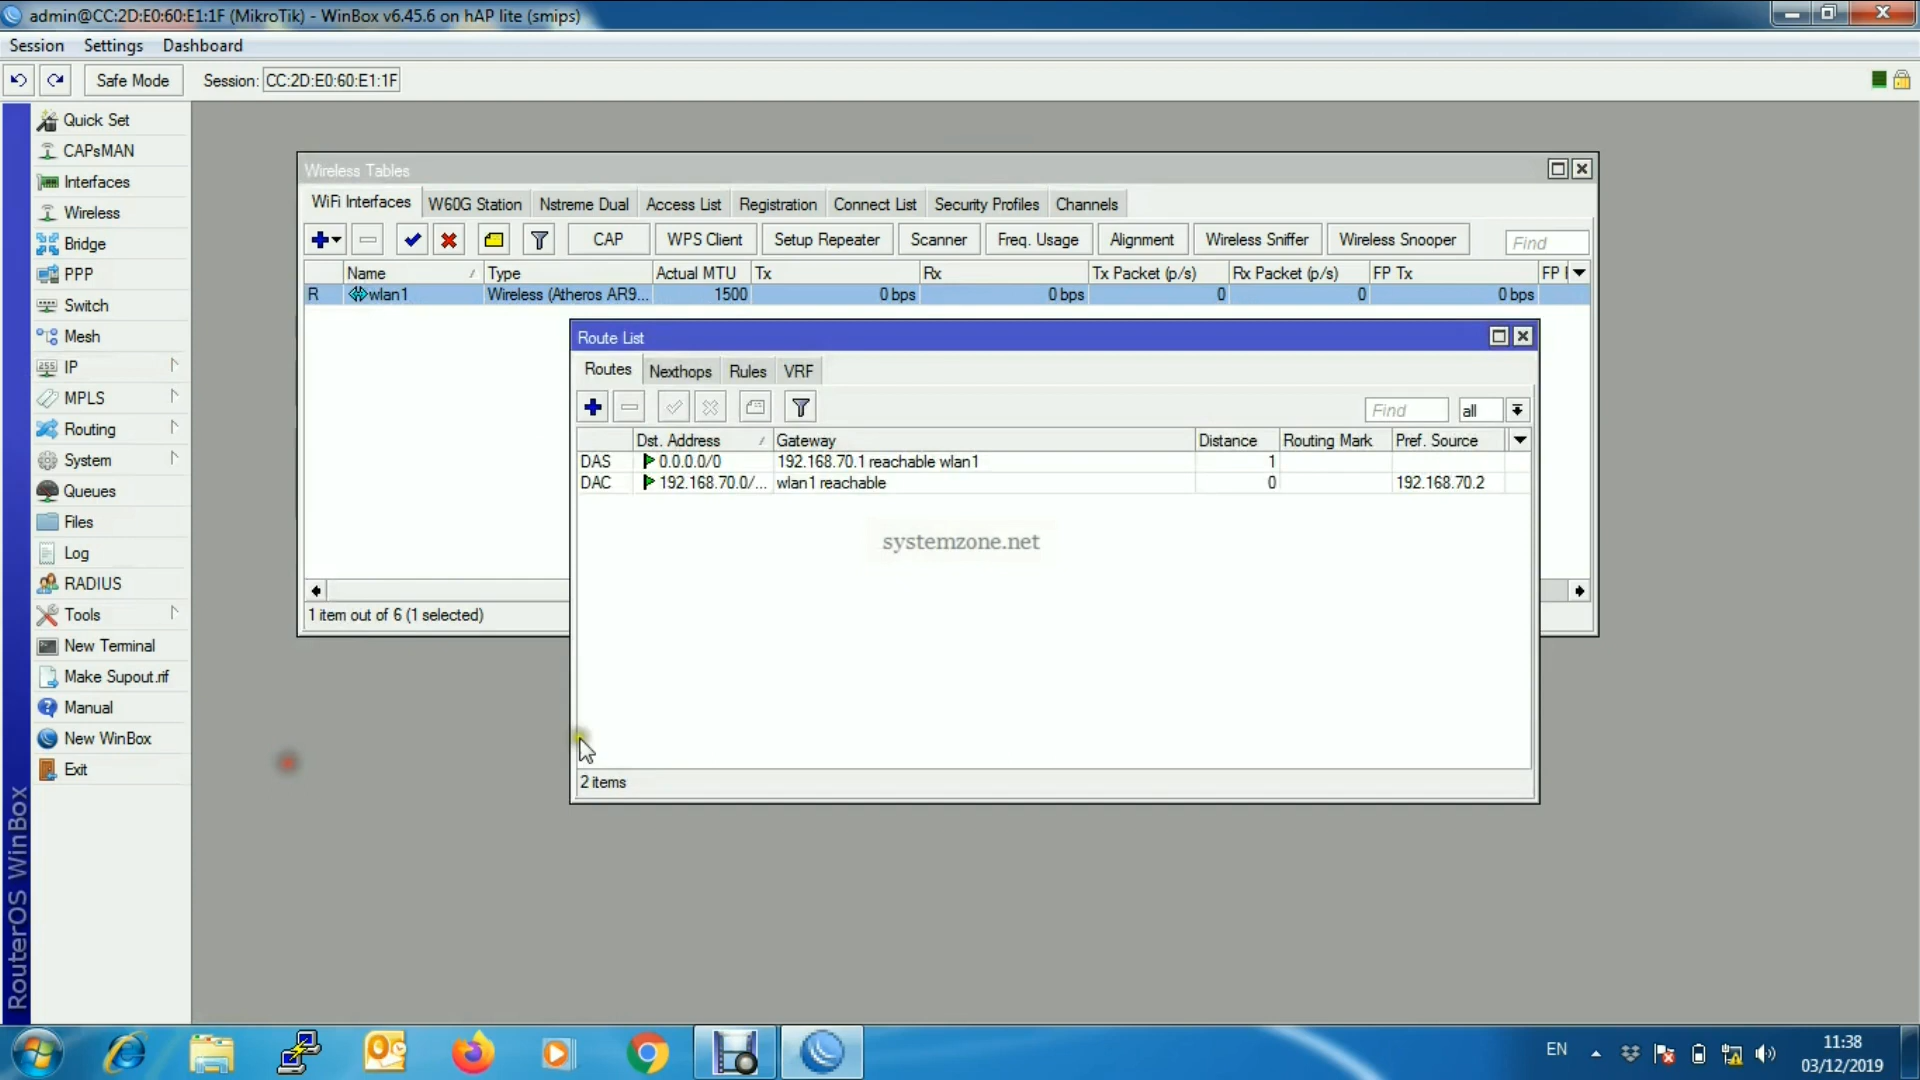 admin@CC:2D:E0:60:E1:1F (MikroTik) - WinBox v6.45.6 on hAP lite (smips)
Session Settings Dashboard
Safe Mode Session: CC:2D:E0:60:E1:1F
Quick Set
CAPsMAN
Interfaces
Wireless
Bridge
PPP
Switch
Mesh
IP
MPLS
Routing
System
Queues
Files
Log
RADIUS
Tools
New Terminal
Make Supout.rif
Manual
New WinBox
Exit
RouterOS WinBox
Wireless Tables
WiFi Interfaces W60G Station Nstreme Dual Access List Registration Connect List Security Profiles Channels
CAP WPS Client Setup Repeater Scanner Freq. Usage Alignment Wireless Sniffer Wireless Snooper Find
Name Type Actual MTU Tx Rx Tx Packet (p/s) Rx Packet (p/s) FP Tx FP
R wlan1 Wireless (Atheros AR9... 1500 0 bps 0 bps 0 0 0 bps
1 item out of 6 (1 selected)
Route List
Routes Nexthops Rules VRF
Find all
Dst. Address Gateway Distance Routing Mark Pref. Source
DAS 0.0.0.0/0 192.168.70.1 reachable wlan1 1
DAC 192.168.70.0/... wlan1 reachable 0 192.168.70.2
systemzone.net
2 items
EN
11:38
03/12/2019